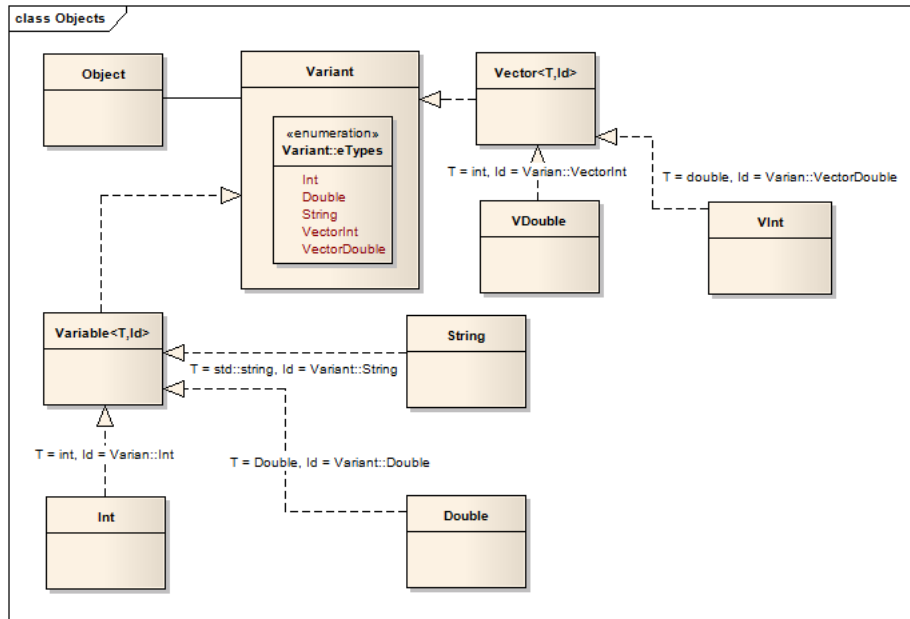 class Objects
Object
Variant
Vector<T,Id>
«enumeration»
Variant::eTypes
Int
Double
String
VectorInt
VectorDouble
T = int, Id = Varian::VectorInt
T = double, Id = Varian::VectorDouble
VDouble
VInt
Variable<T,Id>
String
T = std::string, Id = Variant::String
T = int, Id = Varian::Int
T = Double, Id = Variant::Double
Int
Double